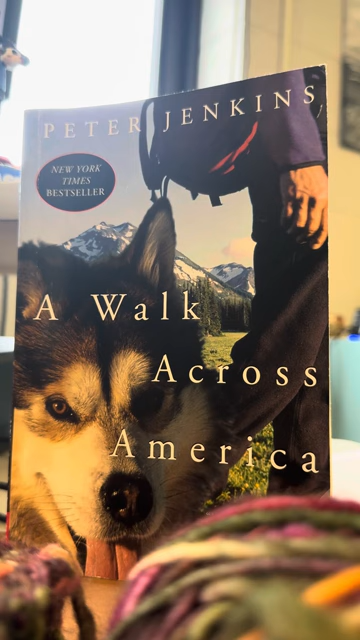 PETER JENKINS
NEW YORK
TIMES
BESTSELLER
A Walk
Across
America